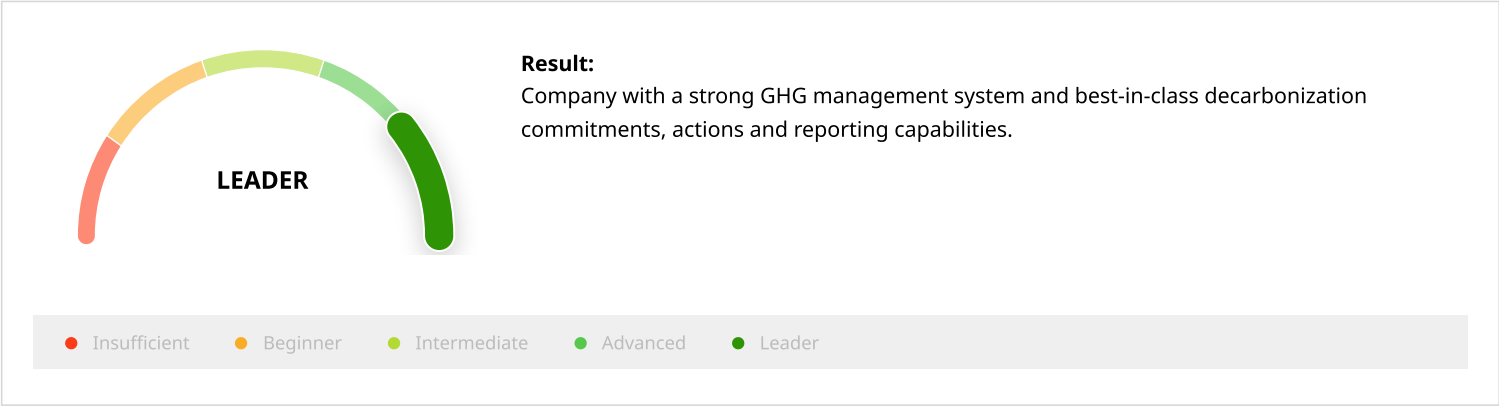 LEADER
Result:
Company with a strong GHG management system and best-in-class decarbonization
commitments, actions and reporting capabilities.
Insufficient Beginner Intermediate Advanced Leader